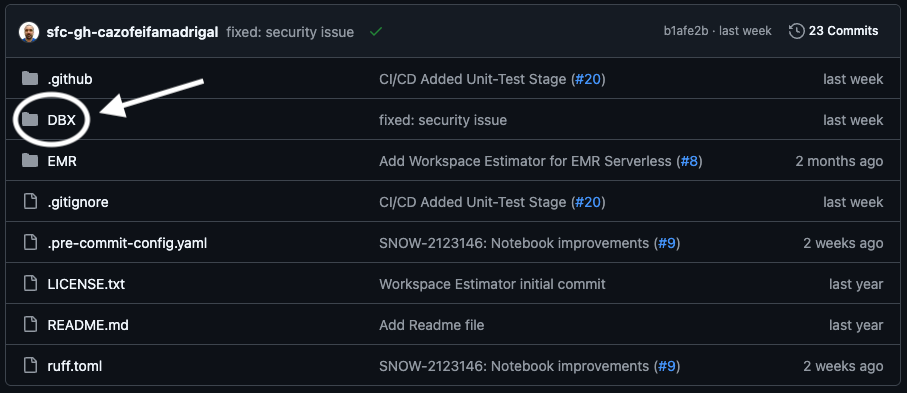 sfc-gh-cazofeifamadrigal fixed: security issue b1afe2b · last week 23 Commits
.github CI/CD Added Unit-Test Stage (#20) last week
DBX fixed: security issue last week
EMR Add Workspace Estimator for EMR Serverless (#8) 2 months ago
.gitignore CI/CD Added Unit-Test Stage (#20) last week
.pre-commit-config.yaml SNOW-2123146: Notebook improvements (#9) 2 weeks ago
LICENSE.txt Workspace Estimator initial commit last year
README.md Add Readme file last year
ruff.toml SNOW-2123146: Notebook improvements (#9) 2 weeks ago